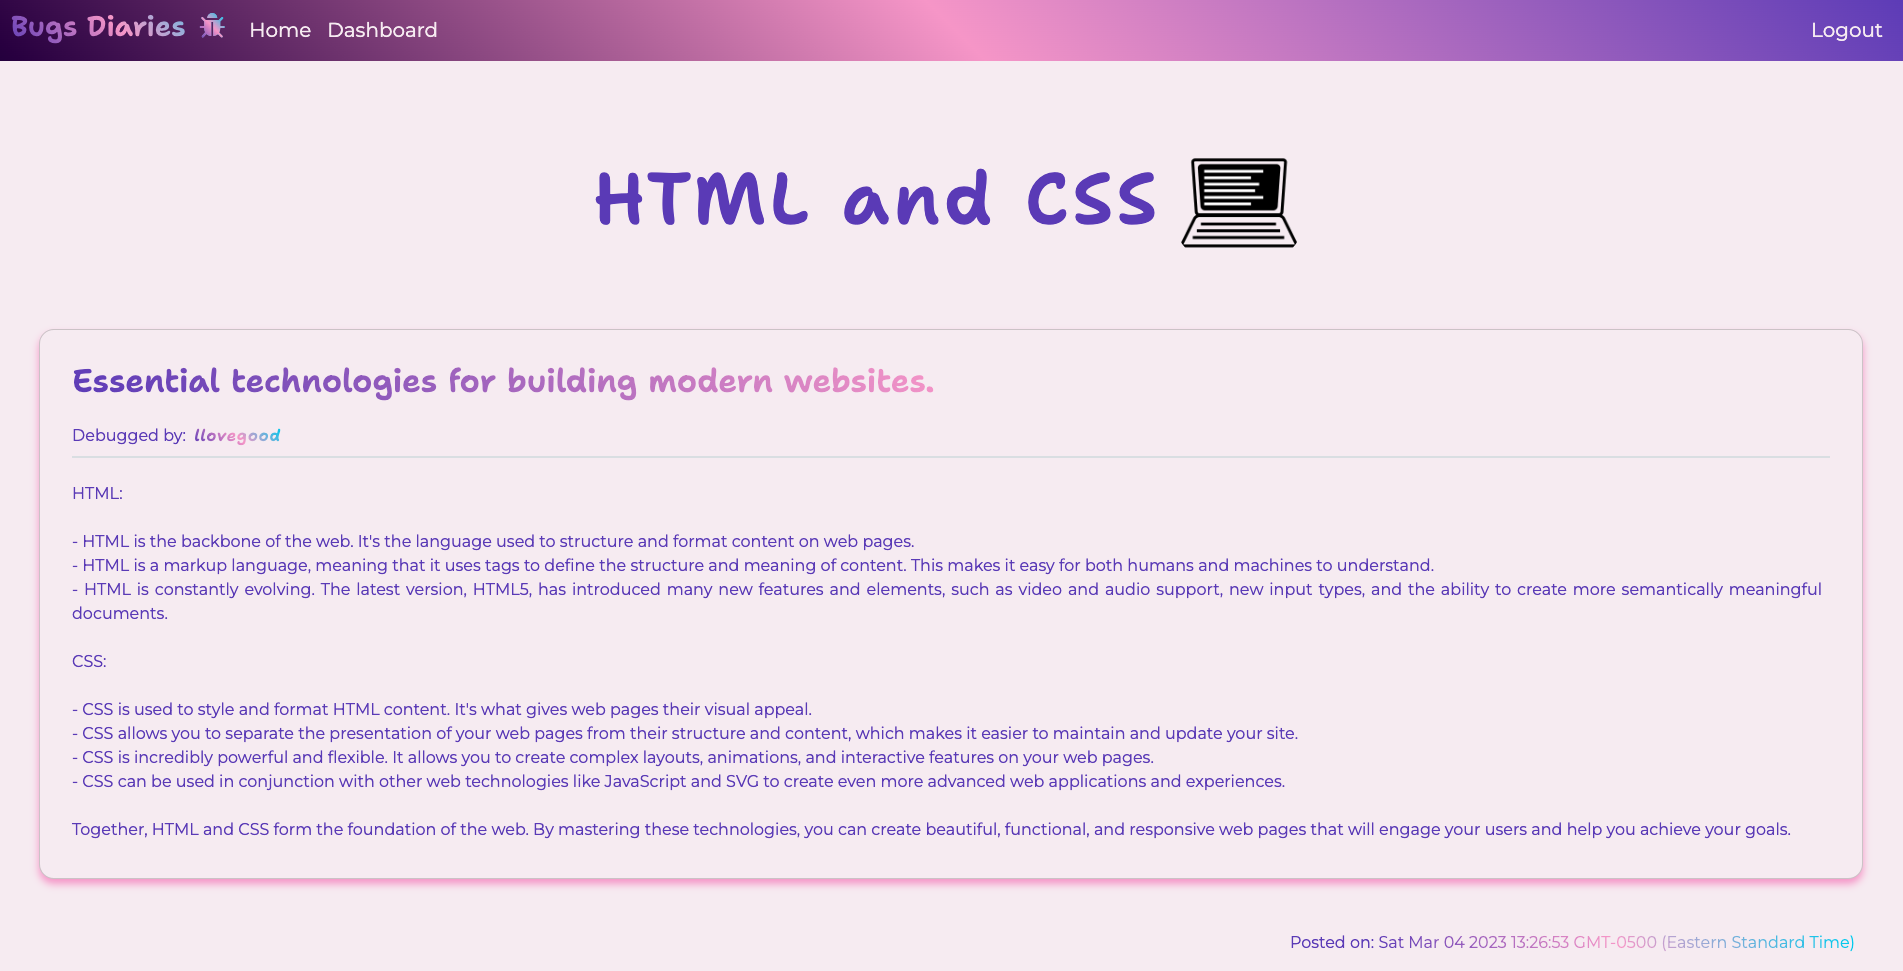 Bugs Diaries Home Dashboard Logout
HTML and CSS
Essential technologies for building modern websites.
Debugged by: llovegood
HTML:
- HTML is the backbone of the web. It's the language used to structure and format content on web pages.
- HTML is a markup language, meaning that it uses tags to define the structure and meaning of content. This makes it easy for both humans and machines to understand.
- HTML is constantly evolving. The latest version, HTML5, has introduced many new features and elements, such as video and audio support, new input types, and the ability to create more semantically meaningful
documents.
CSS:
- CSS is used to style and format HTML content. It's what gives web pages their visual appeal.
- CSS allows you to separate the presentation of your web pages from their structure and content, which makes it easier to maintain and update your site.
- CSS is incredibly powerful and flexible. It allows you to create complex layouts, animations, and interactive features on your web pages.
- CSS can be used in conjunction with other web technologies like JavaScript and SVG to create even more advanced web applications and experiences.
Together, HTML and CSS form the foundation of the web. By mastering these technologies, you can create beautiful, functional, and responsive web pages that will engage your users and help you achieve your goals.
Posted on: Sat Mar 04 2023 13:26:53 GMT-0500 (Eastern Standard Time)